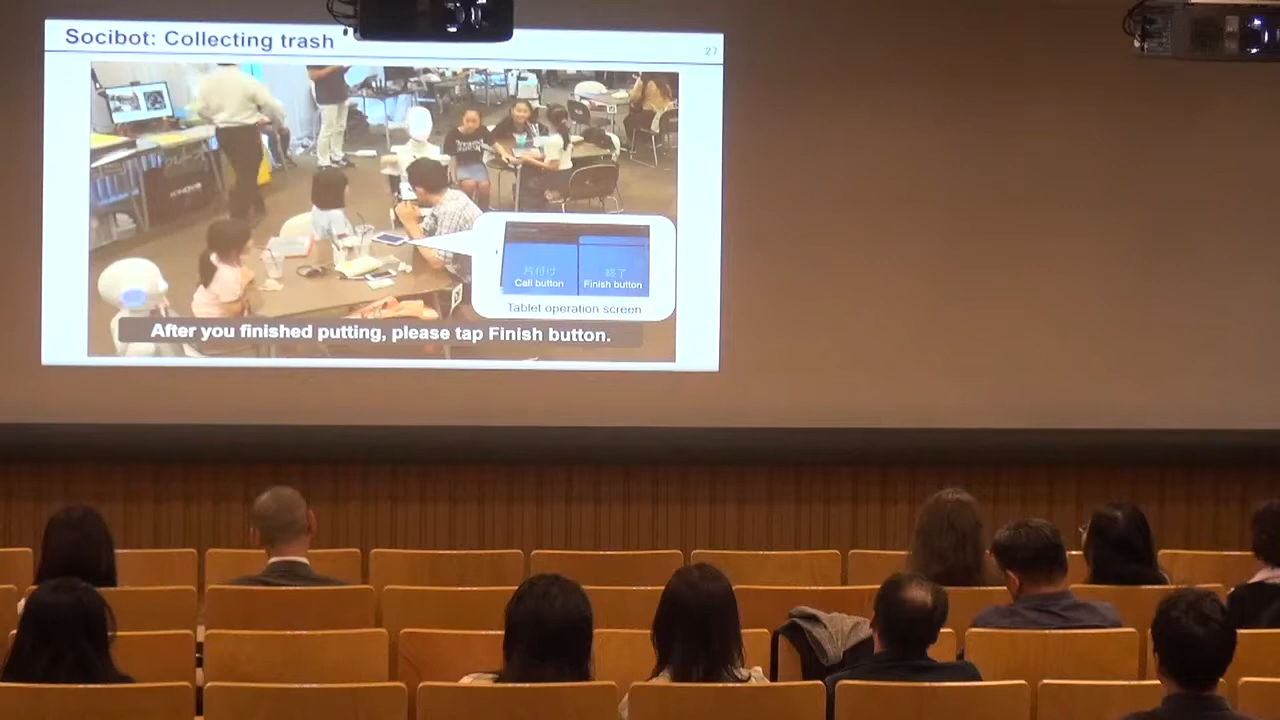 Socibot: Collecting trash
27
片付け
Call button
終了
Finish button
Tablet operation screen
After you finished putting, please tap Finish button.